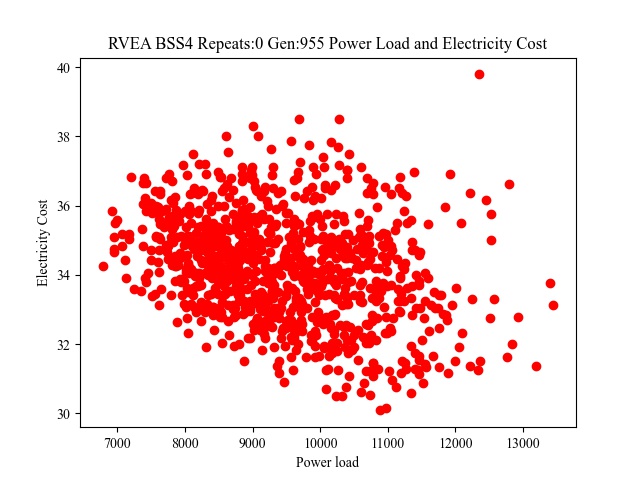 RVEA BSS4 Repeats:0 Gen:955 Power Load and Electricity Cost
40
38
36
34
32
30
Electricity Cost
7000 8000 9000 10000 11000 12000 13000
Power load